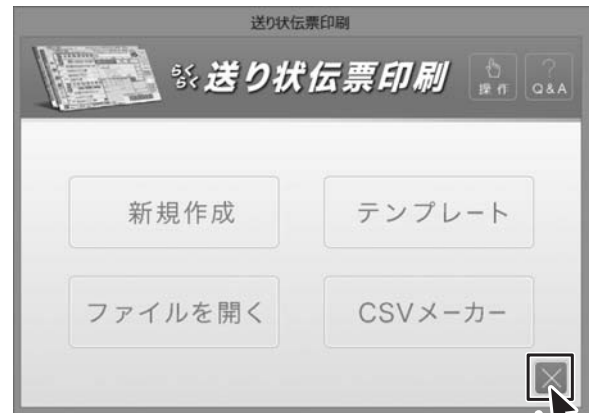 送り状伝票印刷
らくらく 送り状伝票印刷
操作
?
Q&A
新規作成
テンプレート
ファイルを開く
CSVメーカー